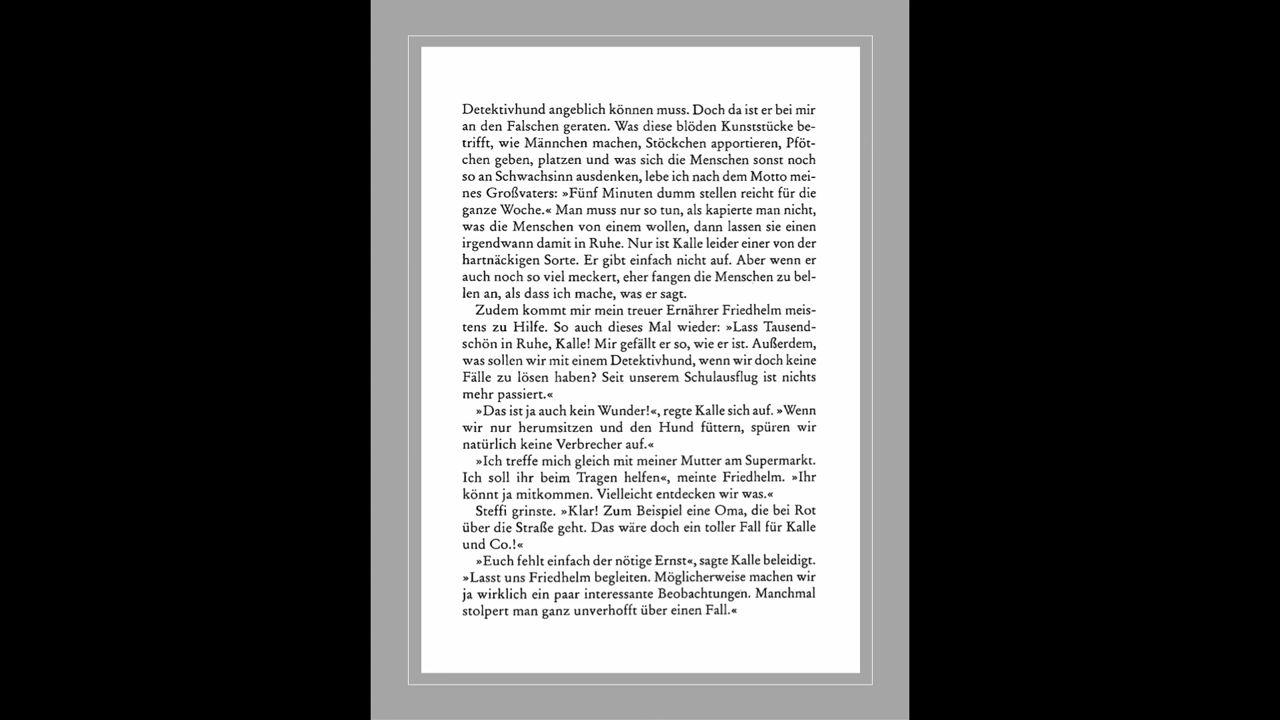 Detektivhund angeblich können muss. Doch da ist er bei mir
an den Falschen geraten. Was diese blöden Kunststücke be-
trifft, wie Männchen machen, Stöckchen apportieren, Pföt-
chen geben, platzen und was sich die Menschen sonst noch
so an Schwachsinn ausdenken, lebe ich nach dem Motto mei-
nes Großvaters: »Fünf Minuten dumm stellen reicht für die
ganze Woche.« Man muss nur so tun, als kapierte man nicht,
was die Menschen von einem wollen, dann lassen sie einen
irgendwann damit in Ruhe. Nur ist Kalle leider einer von der
hartnäckigen Sorte. Er gibt einfach nicht auf. Aber wenn er
auch noch so viel meckert, eher fangen die Menschen zu bel-
len an, als dass ich mache, was er sagt.
Zudem kommt mir mein treuer Ernährer Friedhelm meis-
tens zu Hilfe. So auch dieses Mal wieder: »Lass Tausend-
schön in Ruhe, Kalle! Mir gefällt er so, wie er ist. Außerdem,
was sollen wir mit einem Detektivhund, wenn wir doch keine
Fälle zu lösen haben? Seit unserem Schulausflug ist nichts
mehr passiert.«
»Das ist ja auch kein Wunder!«, regte Kalle sich auf. »Wenn
wir nur herumsitzen und den Hund füttern, spüren wir
natürlich keine Verbrecher auf.«
»Ich treffe mich gleich mit meiner Mutter am Supermarkt.
Ich soll ihr beim Tragen helfen«, meinte Friedhelm. »Ihr
könnt ja mitkommen. Vielleicht entdecken wir was.«
Steffi grinste. »Klar! Zum Beispiel eine Oma, die bei Rot
über die Straße geht. Das wäre doch ein toller Fall für Kalle
und Co.!«
»Euch fehlt einfach der nötige Ernst«, sagte Kalle beleidigt.
»Lasst uns Friedhelm begleiten. Möglicherweise machen wir
ja wirklich ein paar interessante Beobachtungen. Manchmal
stolpert man ganz unverhofft über einen Fall.«